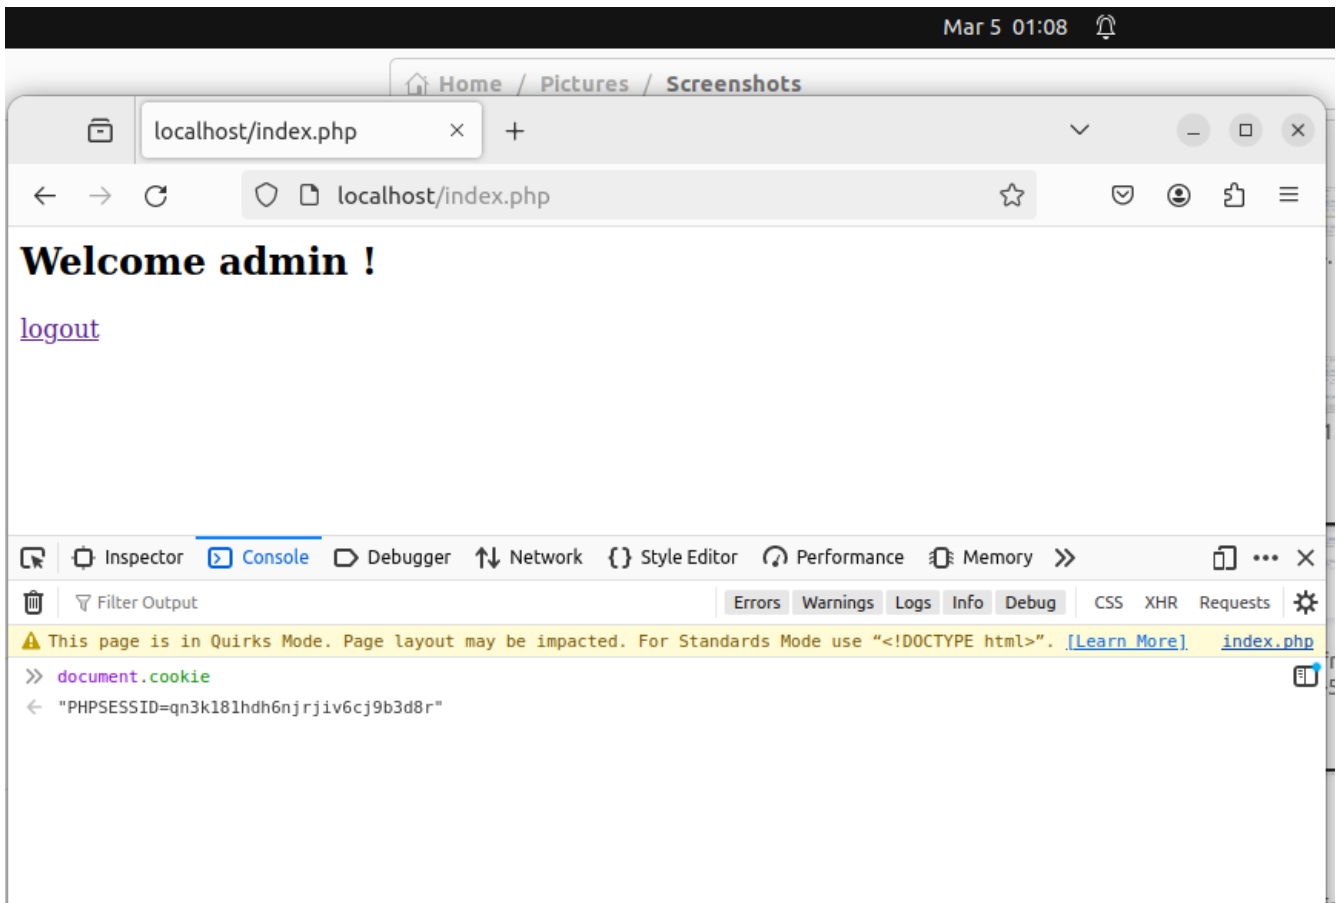 Mar 5 01:08
Home / Pictures / Screenshots
localhost/index.php
localhost/index.php
Welcome admin !
logout
Inspector Console Debugger Network Style Editor Performance Memory
Filter Output Errors Warnings Logs Info Debug CSS XHR Requests
This page is in Quirks Mode. Page layout may be impacted. For Standards Mode use “<!DOCTYPE html>”. [Learn More] index.php
document.cookie
"PHPSESSID=qn3k181hdh6njrjiv6cj9b3d8r"